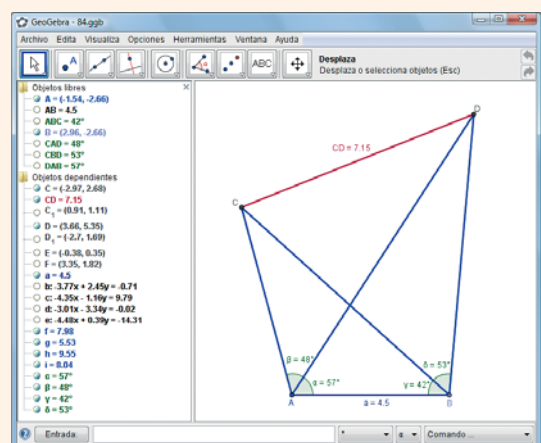 GeoGebra - 84.ggb
Archivo Edita Visualiza Opciones Herramientas Ventana Ayuda
A
ABC
Desplaza
Desplaza o selecciona objetos (Esc)
Objetos libres
A = (-1.54, -2.66)
AB = 4.5
ABC = 42°
B = (2.96, -2.66)
CAD = 48°
CBD = 53°
DAB = 57°
Objetos dependientes
C = (-2.97, 2.68)
CD = 7.15
C₁ = (0.91, 1.11)
D = (3.66, 5.35)
D₁ = (-2.7, 1.69)
E = (-0.38, 0.35)
F = (3.35, 1.82)
a = 4.5
b: -3.77x + 2.45y = -0.71
c: -4.35x - 1.16y = 9.79
d: -3.01x - 3.34y = -0.02
e: -4.48x + 0.39y = -14.31
f = 7.98
g = 5.53
h = 9.55
i = 8.04
α = 57°
β = 48°
γ = 42°
δ = 53°
D
CD = 7.15
C
β = 48°
α = 57°
δ = 53°
γ = 42°
A
a = 4.5
B
Entrada:
°
α
Comando ...